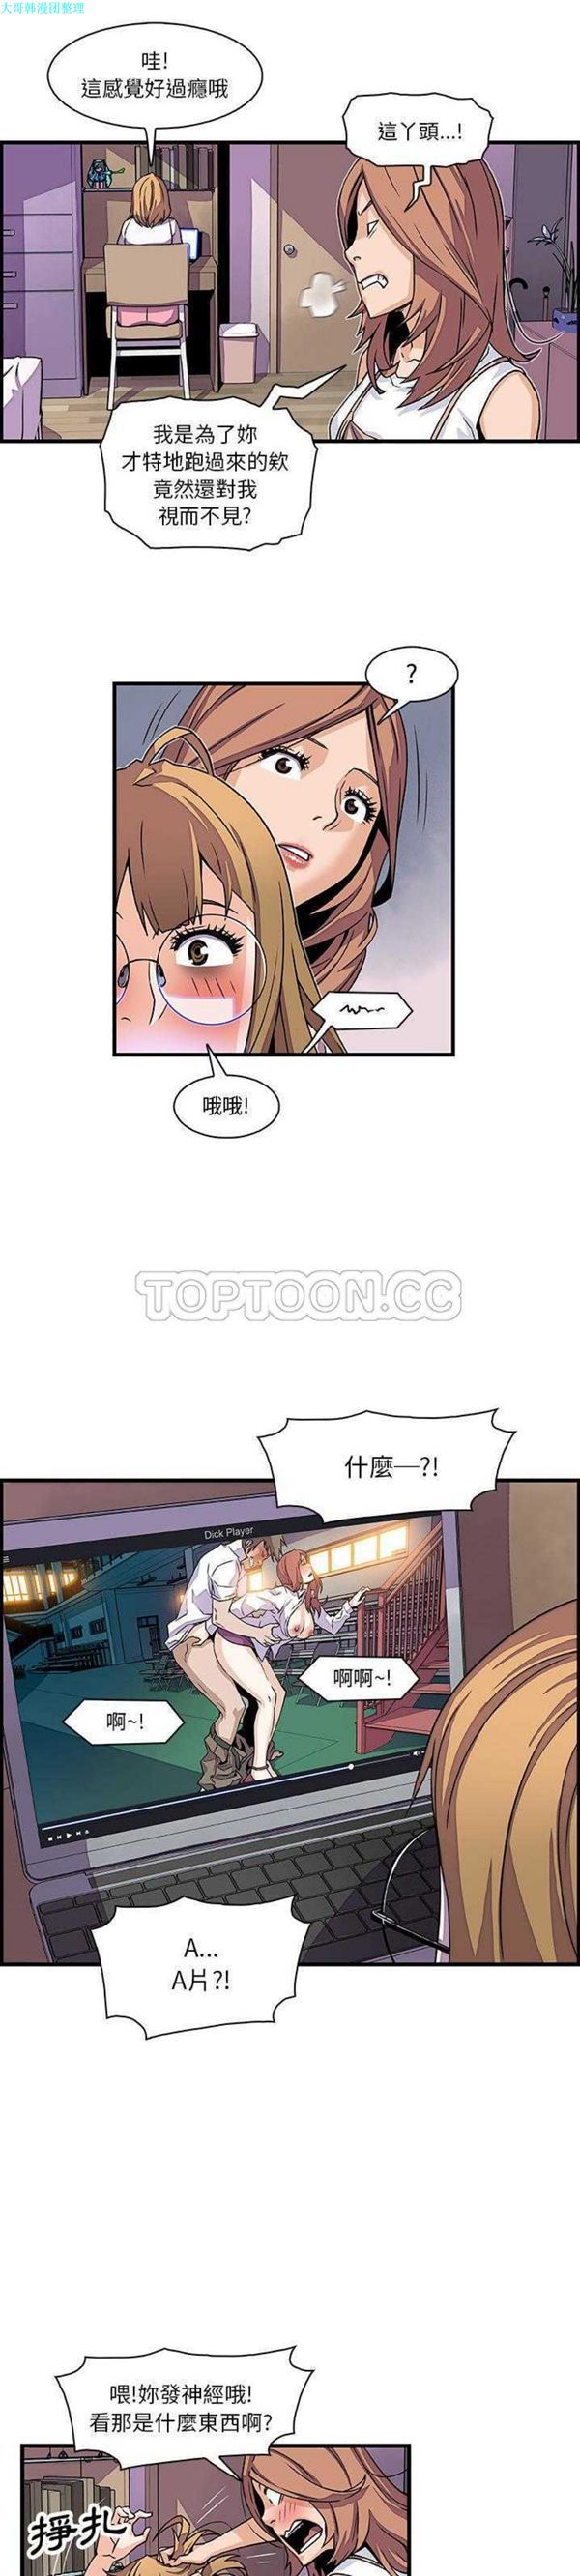 大哥韩漫团整理
哇!
這感覺好過癮哦
這丫頭...!
我是為了妳
才特地跑過來的欸
竟然還對我
視而不見?
?
哦哦!
TOPTOON.CC
什麼—?!
Dick Player
啊啊~!
啊~!
A...
A片?!
喂!妳發神經哦!
看那是什麼東西啊?
掙扎